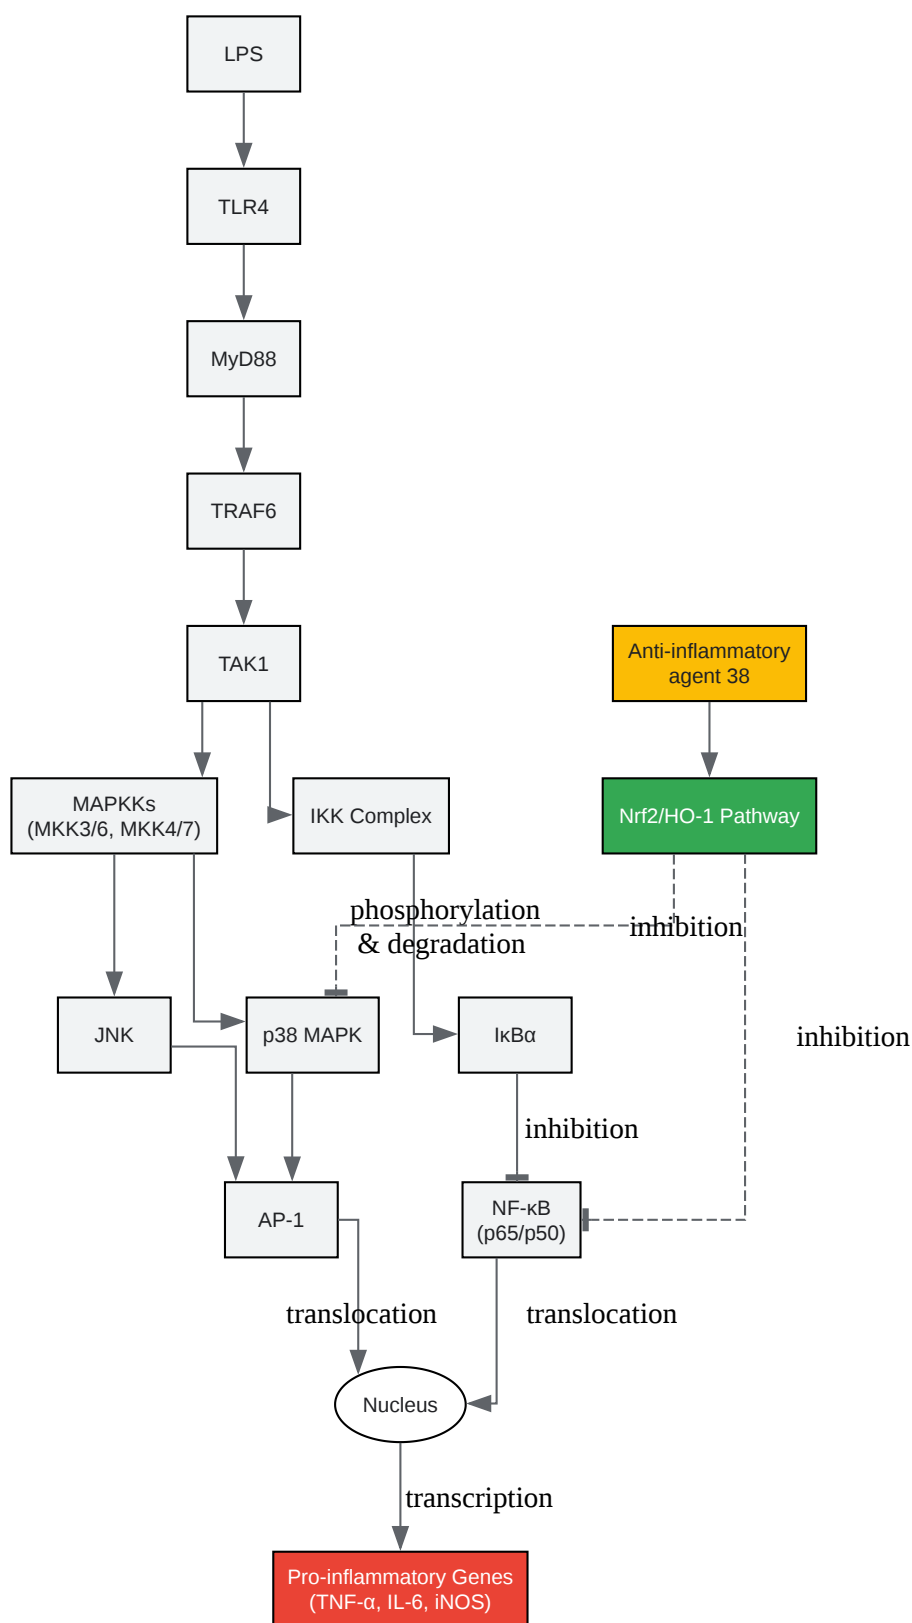 LPS
TLR4
MyD88
TRAF6
TAK1
Anti-inflammatory
agent 38
MAPKKs
(MKK3/6, MKK4/7)
IKK Complex
Nrf2/HO-1 Pathway
phosphorylation
& degradation
inhibition
JNK
p38 MAPK
IκBα
inhibition
inhibition
AP-1
NF-κB
(p65/p50)
translocation
translocation
Nucleus
transcription
Pro-inflammatory Genes
(TNF-α, IL-6, iNOS)